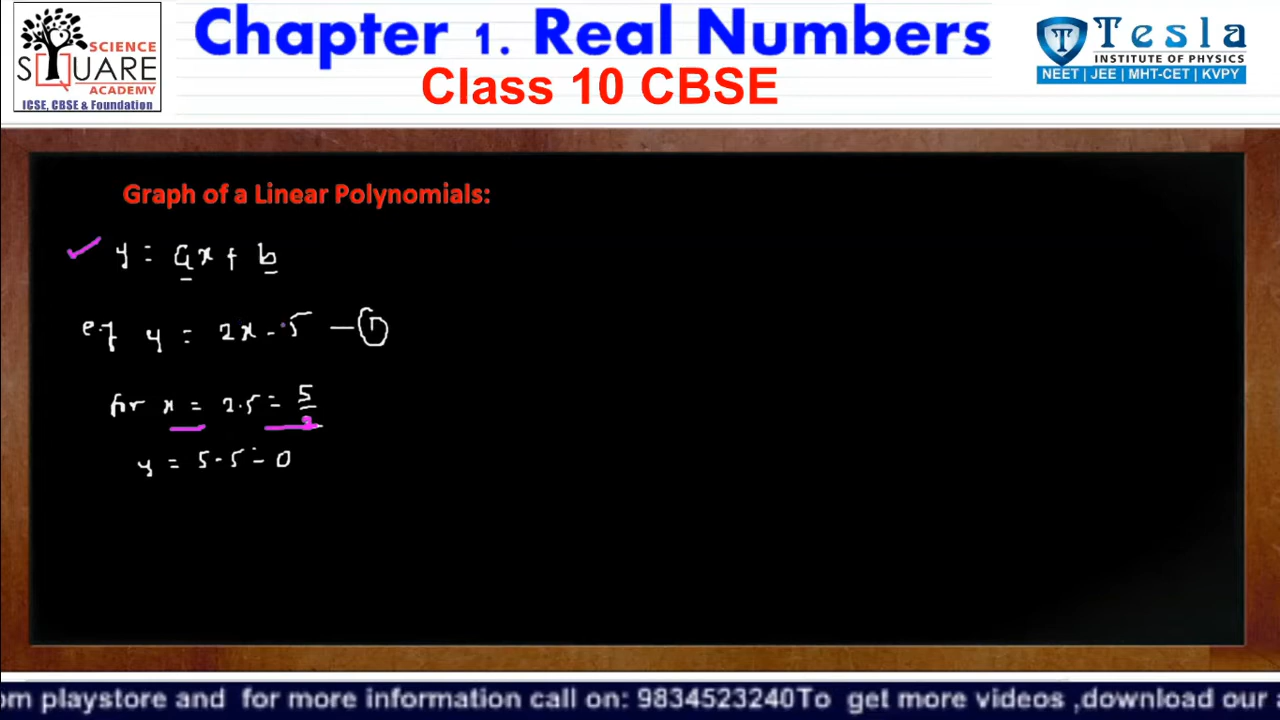 SCIENCE
SQUARE
ACADEMY
ICSE, CBSE & Foundation
Chapter 1. Real Numbers
Class 10 CBSE
Tesla
INSTITUTE OF PHYSICS
NEET | JEE | MHT-CET | KVPY
Graph of a Linear Polynomials:
y = ax + b
e.g y = 2x - 5 — ①
for x = 2.5 = 5/2
y = 5 - 5 = 0
om playstore and for more information call on: 9834523240To get more videos ,download our